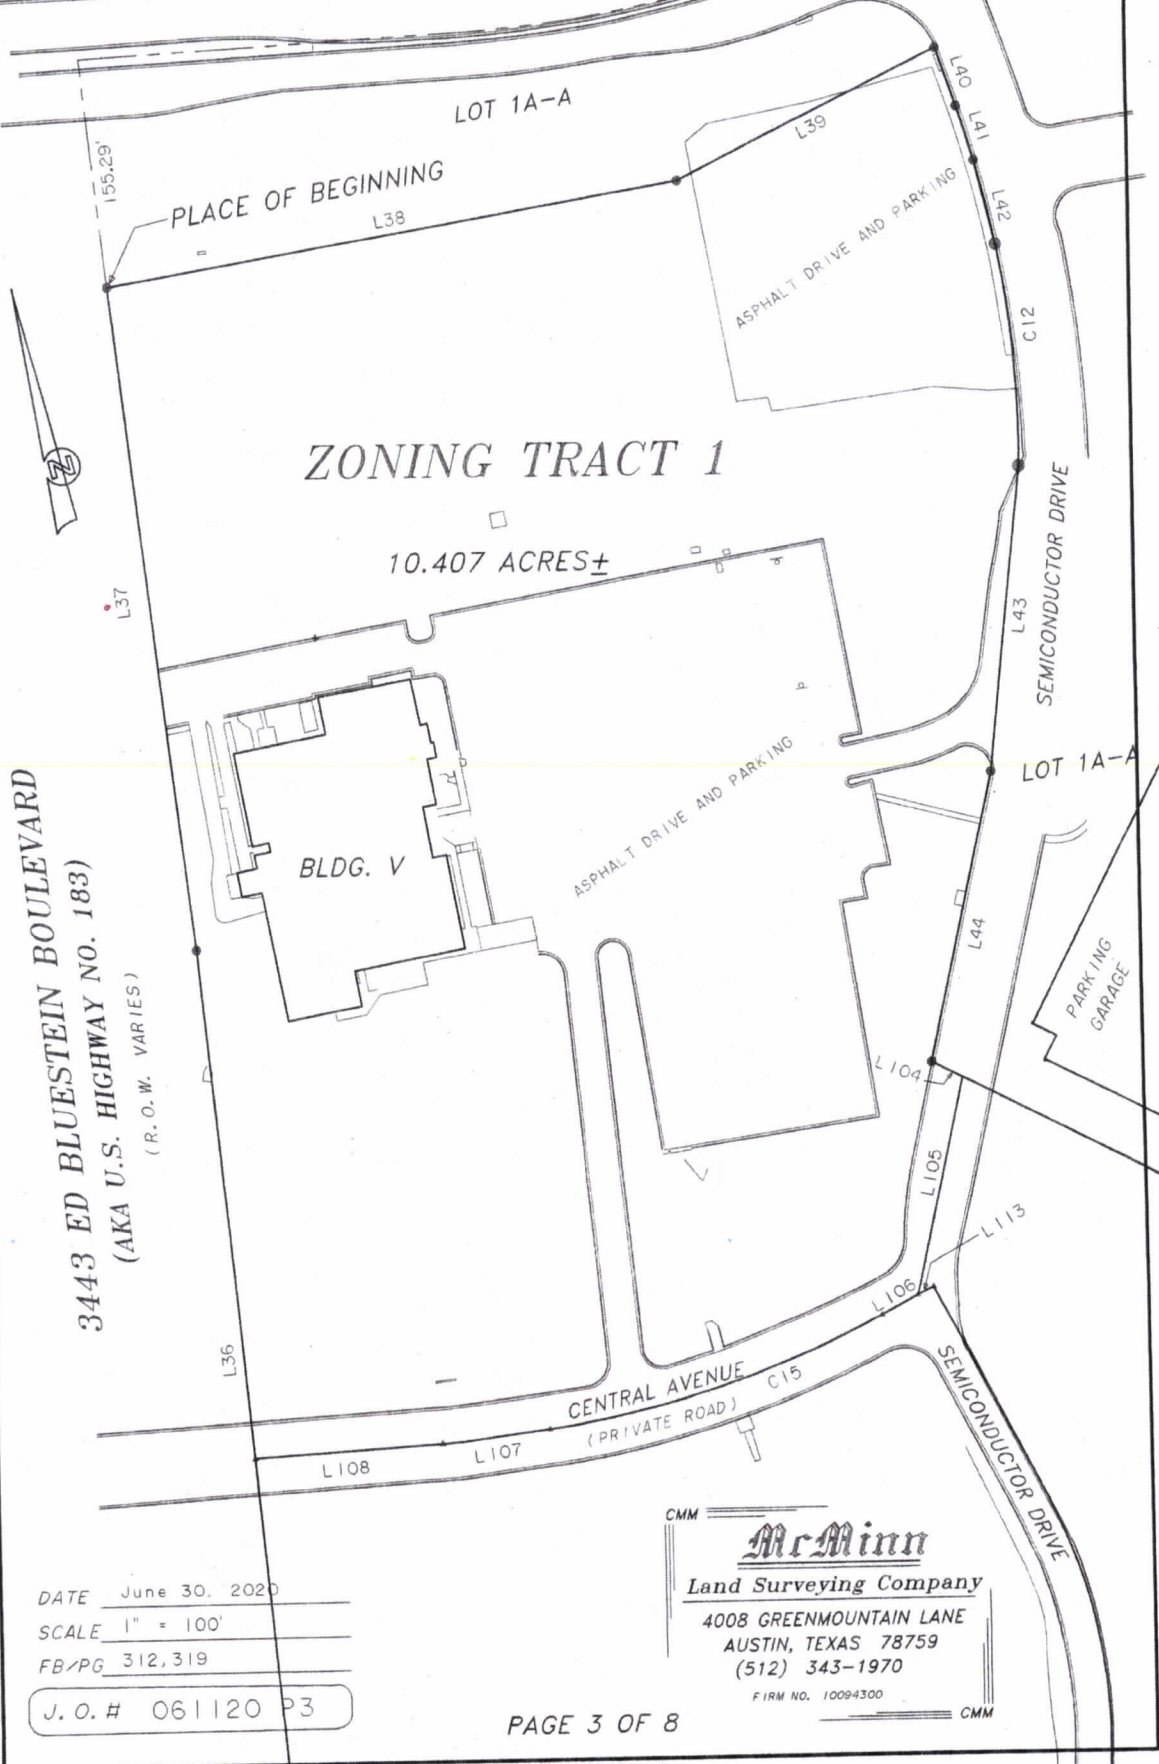 LOT 1A-A
155.29'
PLACE OF BEGINNING
L38
L39
L40
L41
L42
C12
ASPHALT DRIVE AND PARKING
N
ZONING TRACT 1
10.407 ACRES±
L37
L43
SEMICONDUCTOR DRIVE
LOT 1A-A
ASPHALT DRIVE AND PARKING
BLDG. V
3443 ED BLUESTEIN BOULEVARD
(AKA U.S. HIGHWAY NO. 183)
(R.O.W. VARIES)
L44
PARKING
GARAGE
L104
L105
L113
L106
L36
CENTRAL AVENUE
(PRIVATE ROAD)
C15
L107
L108
SEMICONDUCTOR DRIVE
DATE June 30, 2020
SCALE 1" = 100'
FB/PG 312,319
J.O.# 061120 P3
CMM
McMinn
Land Surveying Company
4008 GREENMOUNTAIN LANE
AUSTIN, TEXAS 78759
(512) 343-1970
FIRM NO. 10094300
CMM
PAGE 3 OF 8